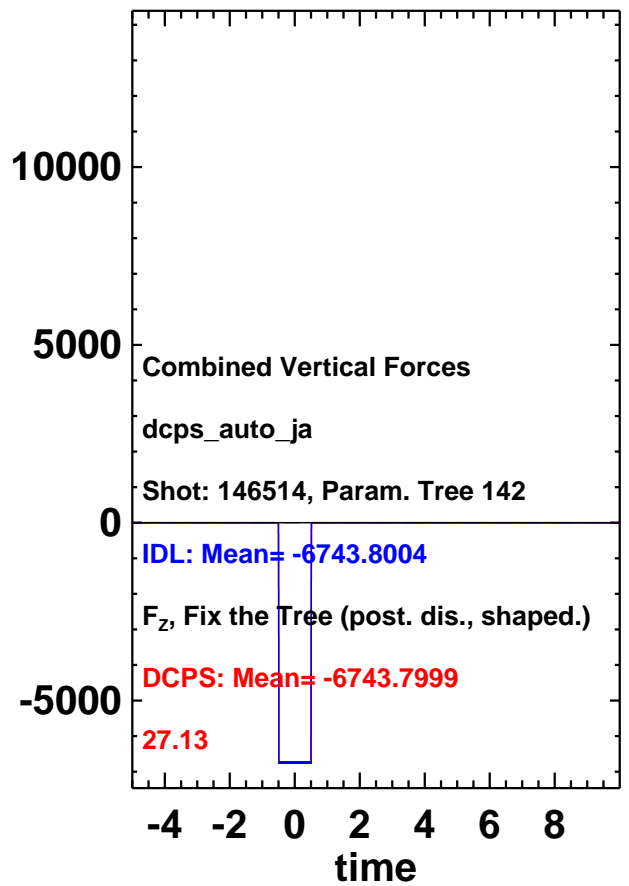 10000
5000
Combined Vertical Forces
dcps_auto_ja
Shot: 146514, Param. Tree 142
0
IDL: Mean= -6743.8004
Fz, Fix the Tree (post. dis., shaped.)
DCPS: Mean= -6743.7999
-5000
27.13
-4 -2 0 2 4 6 8
time